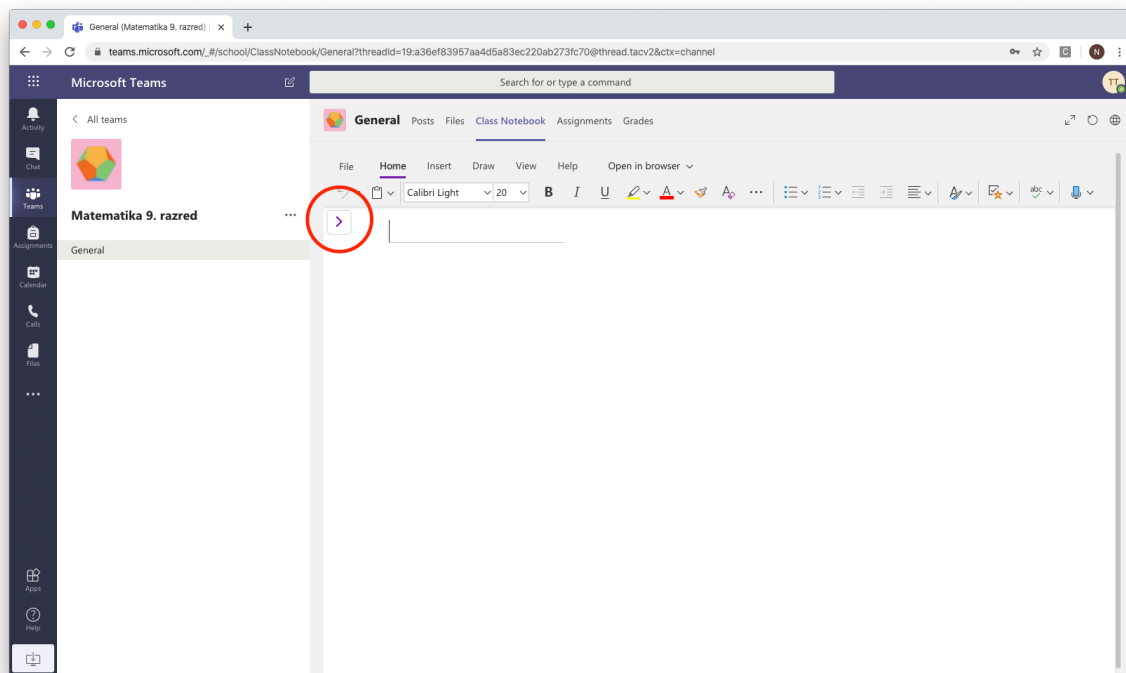 General (Matematika 9. razred)
teams.microsoft.com/_#/school/ClassNotebook/General?threadId=19:a36ef83957aa4d5a83ec220ab273fc70@thread.tacv2&ctx=channel
C
N
Microsoft Teams
Search for or type a command
TT
Activity
Chat
Teams
Assignments
Calendar
Calls
Files
Apps
Help
All teams
Matematika 9. razred
General
General Posts Files Class Notebook Assignments Grades
File Home Insert Draw View Help Open in browser
Calibri Light 20 B I U A A abc